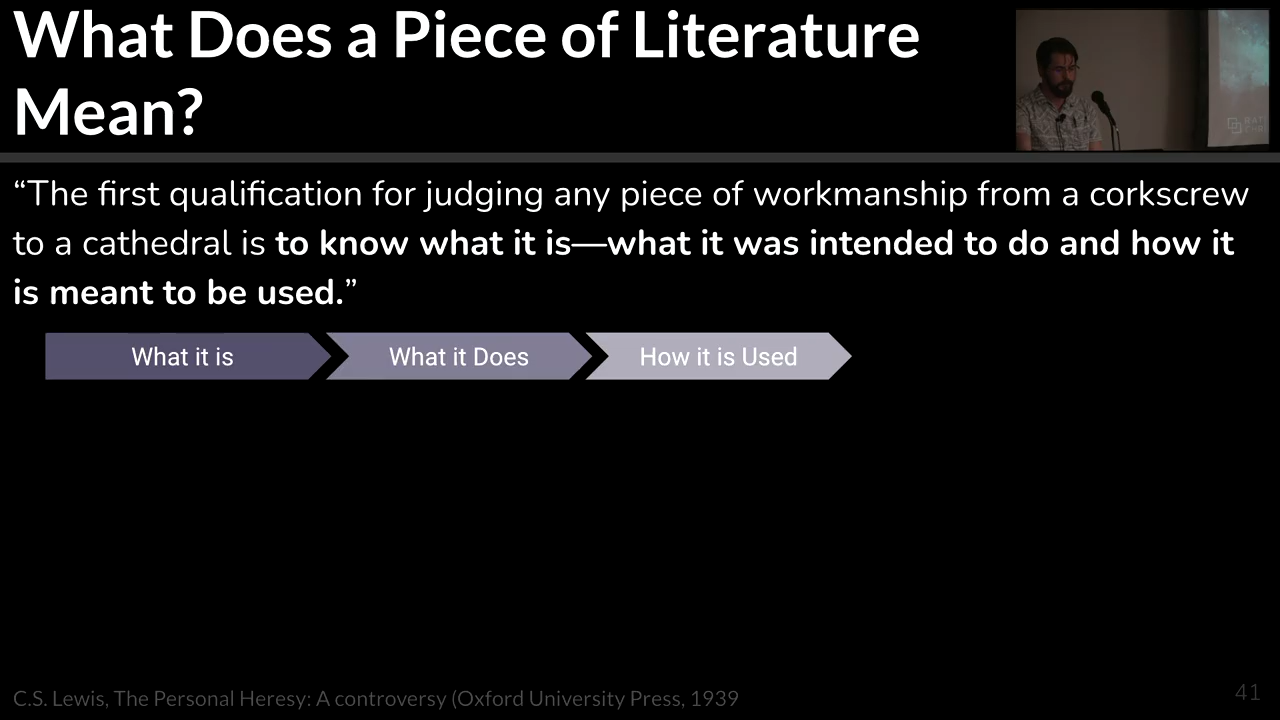 What Does a Piece of Literature
Mean?
“The first qualification for judging any piece of workmanship from a corkscrew
to a cathedral is to know what it is—what it was intended to do and how it
is meant to be used.”
What it is
What it Does
How it is Used
C.S. Lewis, The Personal Heresy: A controversy (Oxford University Press, 1939
41